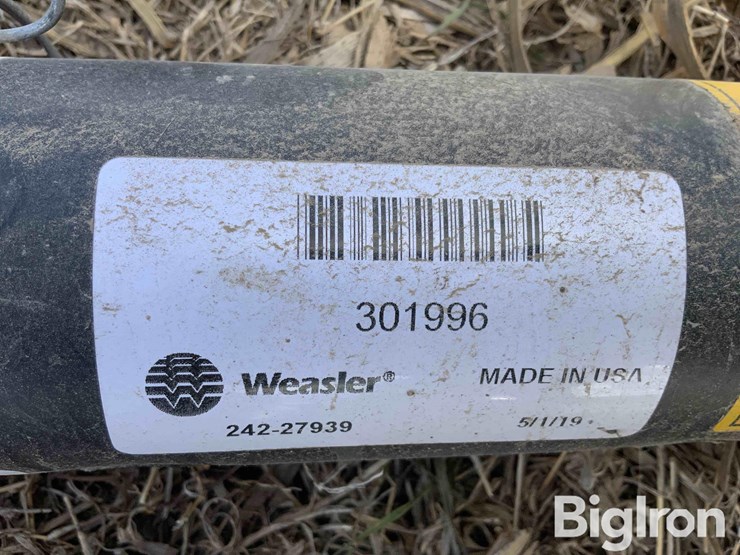 301996
Weasler®
MADE IN USA
242-27939
5/1/19
BigIron